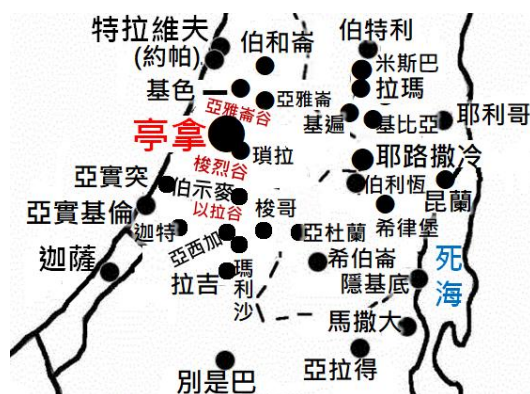 特拉維夫
(約帕)
伯和崙
伯特利
米斯巴
拉瑪
基色
亞雅崙
亞雅崙谷
基遍
基比亞
耶利哥
亭拿
瑣拉
耶路撒冷
梭烈谷
亞實突
伯示麥
伯利恆
昆蘭
亞實基倫
以拉谷
希律堡
迦特
梭哥
亞杜蘭
亞西加
迦薩
拉吉
瑪利沙
希伯崙
隱基底
死海
馬撒大
別是巴
亞拉得